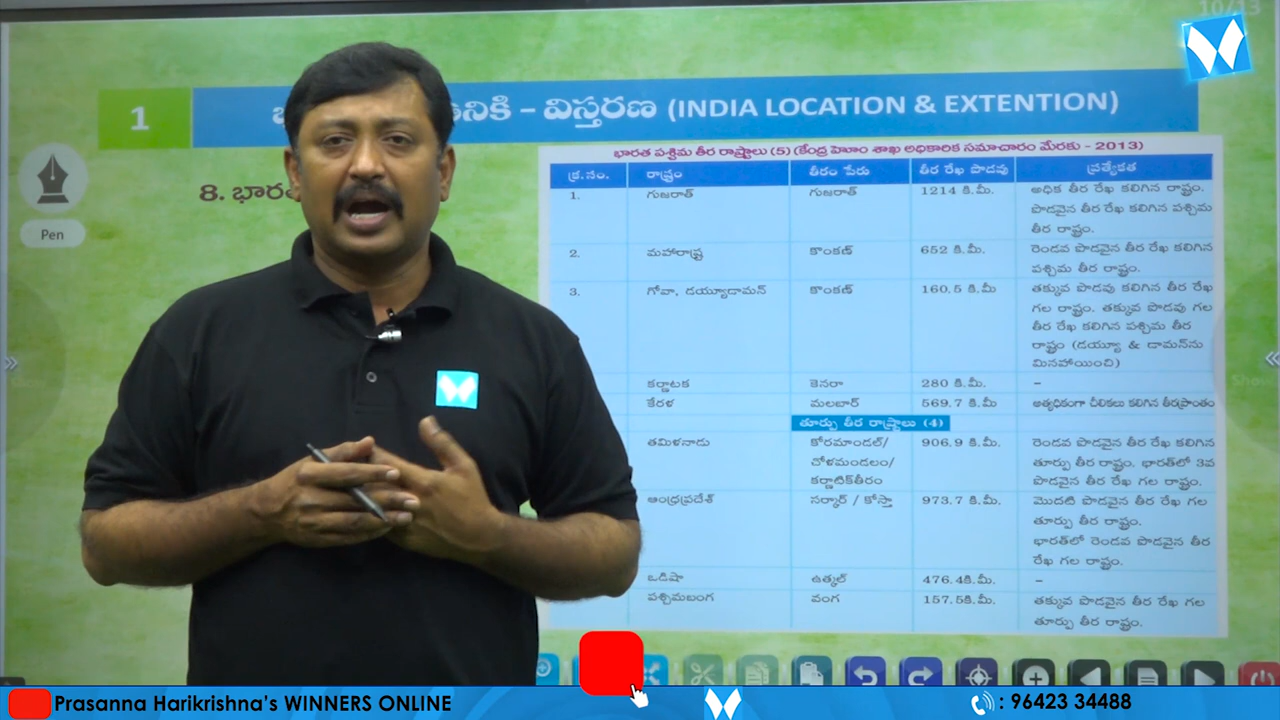 10/13
1
నికి – విస్తరణ (INDIA LOCATION & EXTENTION)
Pen
8. భారత
భారత పశ్చిమ తీర రాష్ట్రాలు (5) (కేంద్ర హెూం శాఖ అధికారిక సమాచారం మేరకు - 2013)
క్ర.సం. రాష్ట్రం తీరం పేరు తీర రేఖ పొడవు ప్రత్యేకత
1. గుజరాత్ గుజరాత్ 1214 కి.మీ. అధిక తీర రేఖ కలిగిన రాష్ట్రం.
పొడవైన తీర రేఖ కలిగిన పశ్చిమ
తీర రాష్ట్రం.
2. మహారాష్ట్ర కొంకణ్ 652 కి.మీ. రెండవ పొడవైన తీర రేఖ కలిగిన
పశ్చిమ తీర రాష్ట్రం.
3. గోవా, డయ్యూడామన్ కొంకణ్ 160.5 కి.మీ తక్కువ పొడవు కలిగిన తీర రేఖ
గల రాష్ట్రం. తక్కువ పొడవు గల
తీర రేఖ కలిగిన పశ్చిమ తీర
రాష్ట్రం (డయ్యూ & డామన్‌ను
మినహాయించి)
కర్ణాటక కెనరా 280 కి.మీ. –
కేరళ మలబార్ 569.7 కి.మీ అత్యధికంగా చీలికలు కలిగిన తీరప్రాంతం
తూర్పు తీర రాష్ట్రాలు (4)
తమిళనాడు కోరమాండల్/ 906.9 కి.మీ. రెండవ పొడవైన తీర రేఖ కలిగిన
చోళమండలం/ తూర్పు తీర రాష్ట్రం. భారత్‌లో 3వ
కర్ణాటిక్‌తీరం పొడవైన తీర రేఖ గల రాష్ట్రం.
ఆంధ్రప్రదేశ్ సర్కార్ / కోస్తా 973.7 కి.మీ. మొదటి పొడవైన తీర రేఖ గల
తూర్పు తీర రాష్ట్రం.
భారత్‌లో రెండవ పొడవైన తీర
రేఖ గల రాష్ట్రం.
ఒడిషా ఉత్కల్ 476.4కి.మీ. –
పశ్చిమబంగ వంగ 157.5కి.మీ. తక్కువ పొడవైన తీర రేఖ గల
తూర్పు తీర రాష్ట్రం.
Prasanna Harikrishna's WINNERS ONLINE
: 96423 34488